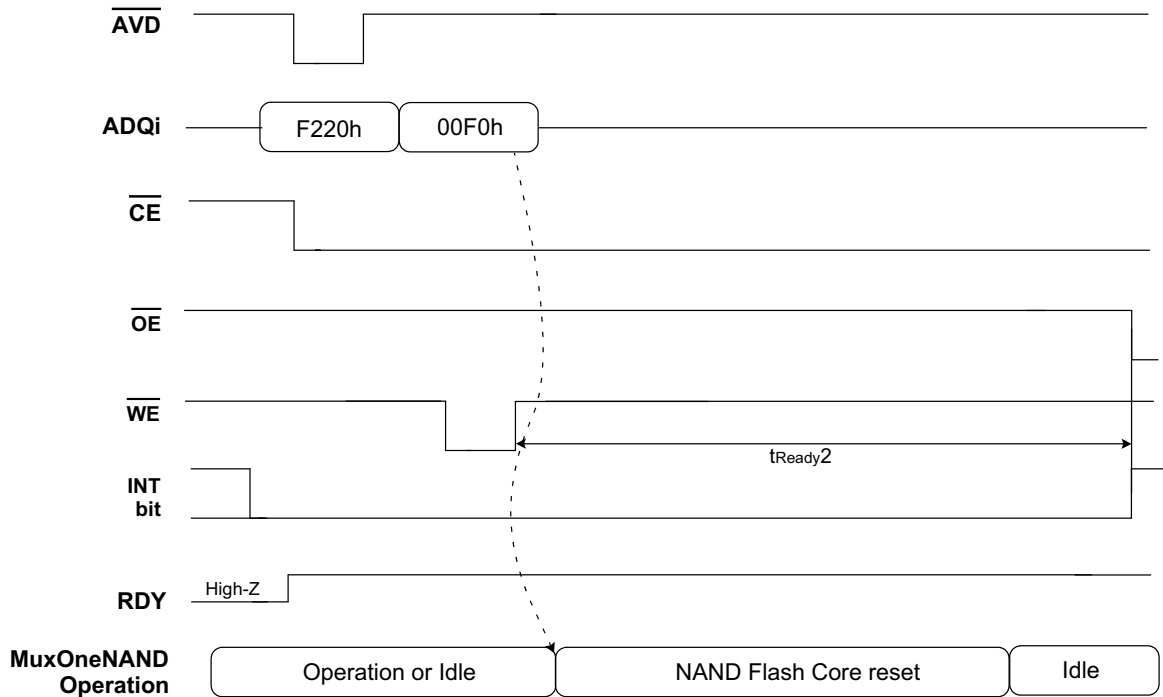 AVD
ADQi
F220h
00F0h
CE
OE
WE
tReady2
INT
bit
High-Z
RDY
MuxOneNAND
Operation
Operation or Idle
NAND Flash Core reset
Idle